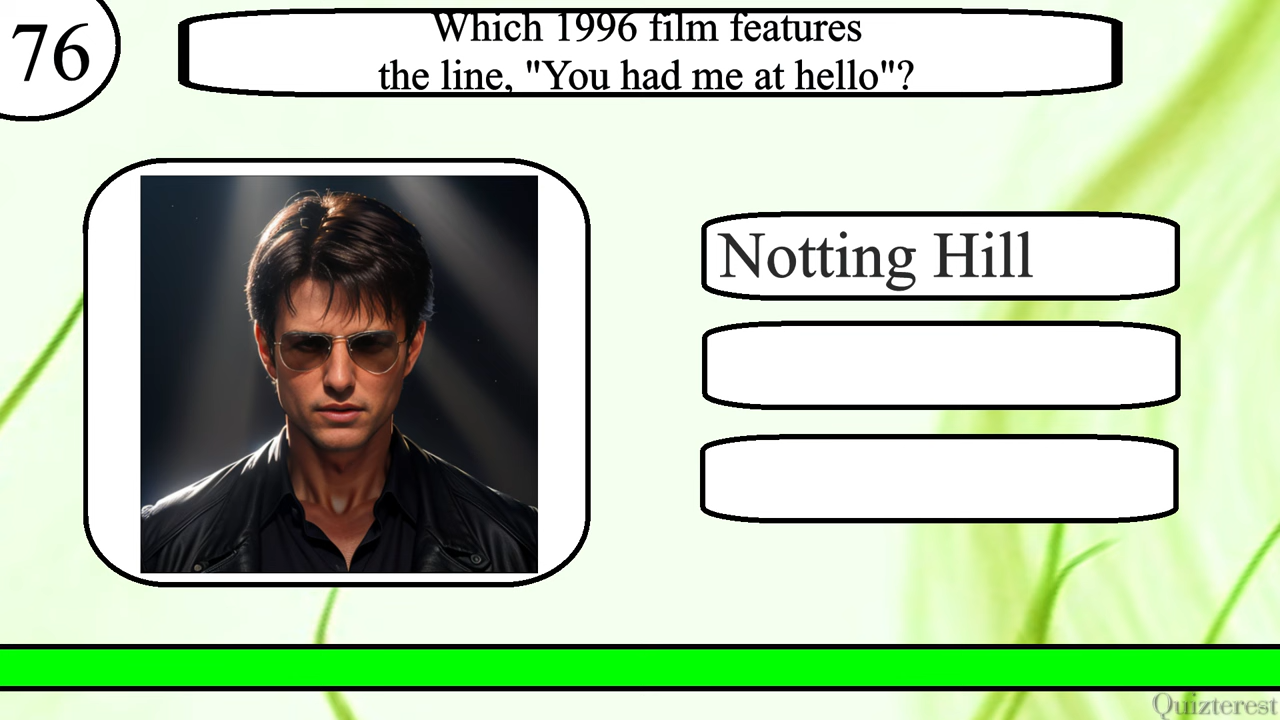 76
Which 1996 film features
the line, "You had me at hello"?
Notting Hill
Quizterest